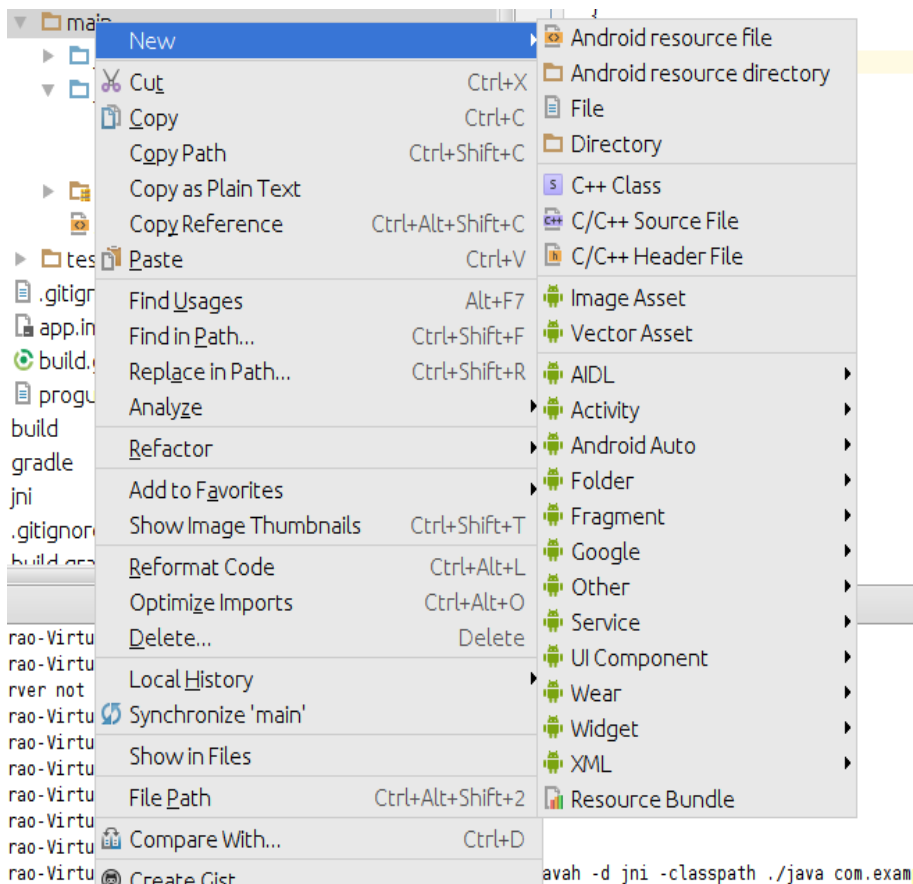 main
New
Cut Ctrl+X
Copy Ctrl+C
Copy Path Ctrl+Shift+C
Copy as Plain Text
Copy Reference Ctrl+Alt+Shift+C
Paste Ctrl+V
Find Usages Alt+F7
Find in Path... Ctrl+Shift+F
Replace in Path... Ctrl+Shift+R
Analyze
Refactor
Add to Favorites
Show Image Thumbnails Ctrl+Shift+T
Reformat Code Ctrl+Alt+L
Optimize Imports Ctrl+Alt+O
Delete... Delete
Local History
Synchronize 'main'
Show in Files
File Path Ctrl+Alt+Shift+2
Compare With... Ctrl+D
Create Gist
Android resource file
Android resource directory
File
Directory
C++ Class
C/C++ Source File
C/C++ Header File
Image Asset
Vector Asset
AIDL
Activity
Android Auto
Folder
Fragment
Google
Other
Service
UI Component
Wear
Widget
XML
Resource Bundle
{
tes
.gitigr
app.im
build.
progu
build
gradle
jni
.gitignor
build.gra
rao-Virtu
rao-Virtu
rver not
rao-Virtu
rao-Virtu
rao-Virtu
rao-Virtu
rao-Virtu
rao-Virtu
rao-Virtu avah -d jni -classpath ./java com.exam